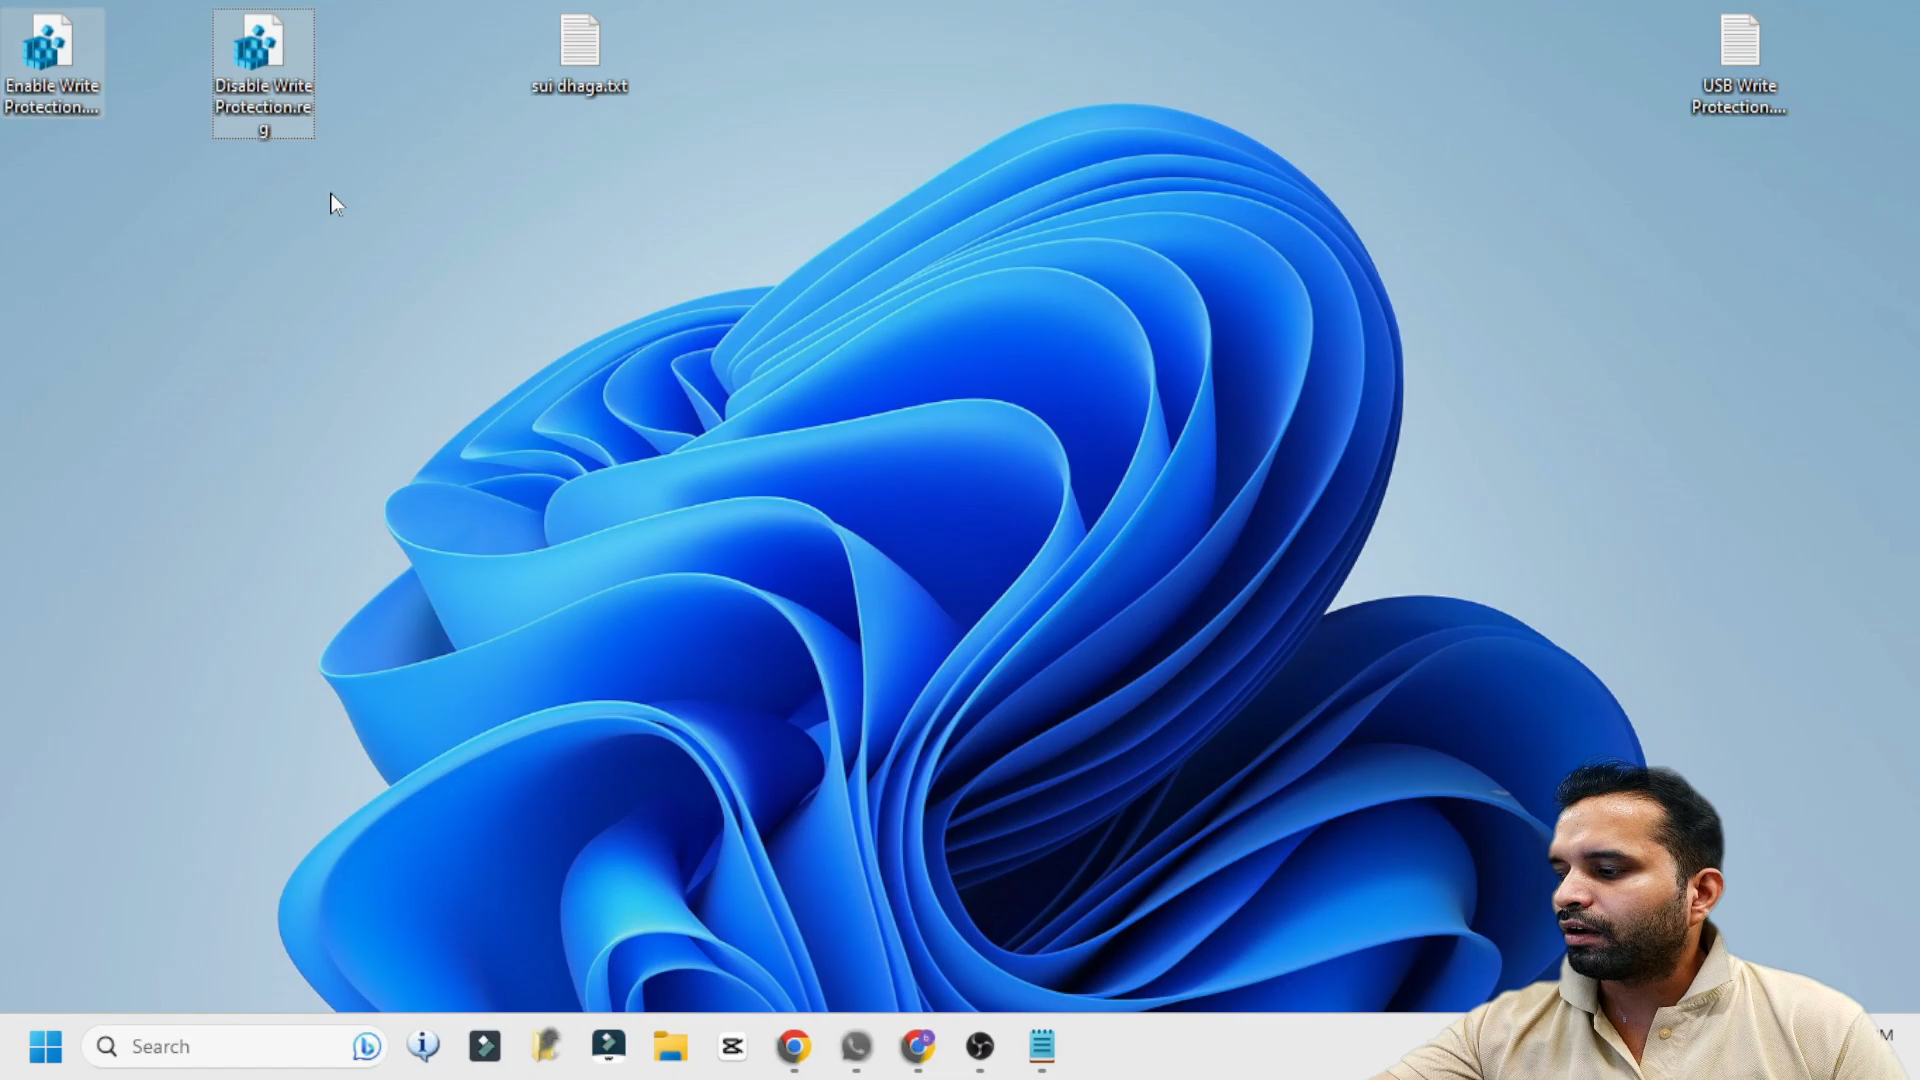 Enable Write
Protection....
Disable Write
Protection.re
g
sui dhaga.txt
USB Write
Protection....
Search
M